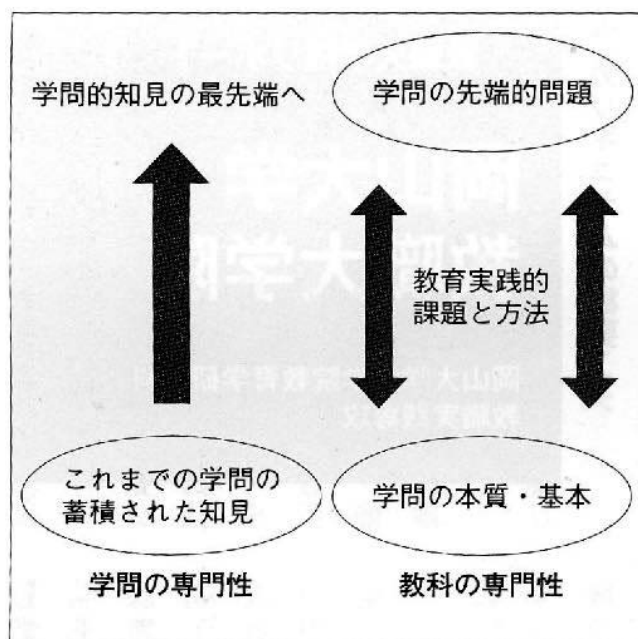 学問的知見の最先端へ
学問の先端的問題
教育実践的
課題と方法
これまでの学問の
蓄積された知見
学問の本質・基本
学問の専門性
教科の専門性